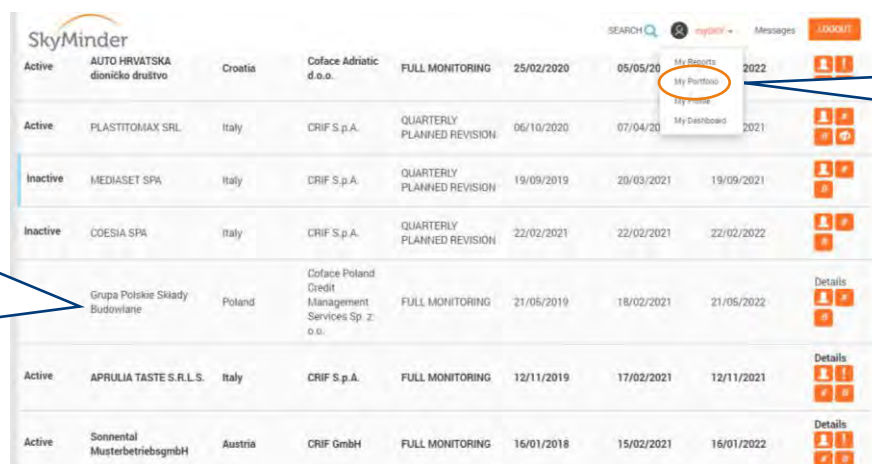 SkyMinder
SEARCH
mySKY
Messages
LOGOUT
My Reports
My Portfolio
My Profile
My Dashboard
Active
AUTO HRVATSKA
dioničko društvo
Croatia
Coface Adriatic
d.o.o.
FULL MONITORING
25/02/2020
05/05/20
2022
Active
PLASTITOMAX SRL
Italy
CRIF S.p.A.
QUARTERLY
PLANNED REVISION
06/10/2020
07/04/20
2021
Inactive
MEDIASET SPA
Italy
CRIF S.p.A.
QUARTERLY
PLANNED REVISION
19/09/2019
20/03/2021
19/09/2021
Inactive
COESIA SPA
Italy
CRIF S.p.A.
QUARTERLY
PLANNED REVISION
22/02/2021
22/02/2021
22/02/2022
Grupa Polskie Składy
Budowlane
Poland
Coface Poland
Credit
Management
Services Sp. z
o.o.
FULL MONITORING
21/05/2019
18/02/2021
21/05/2022
Details
Active
APRULIA TASTE S.R.L.S.
Italy
CRIF S.p.A.
FULL MONITORING
12/11/2019
17/02/2021
12/11/2021
Details
Active
Sonnental
MusterbetriebsgmbH
Austria
CRIF GmbH
FULL MONITORING
16/01/2018
15/02/2021
16/01/2022
Details